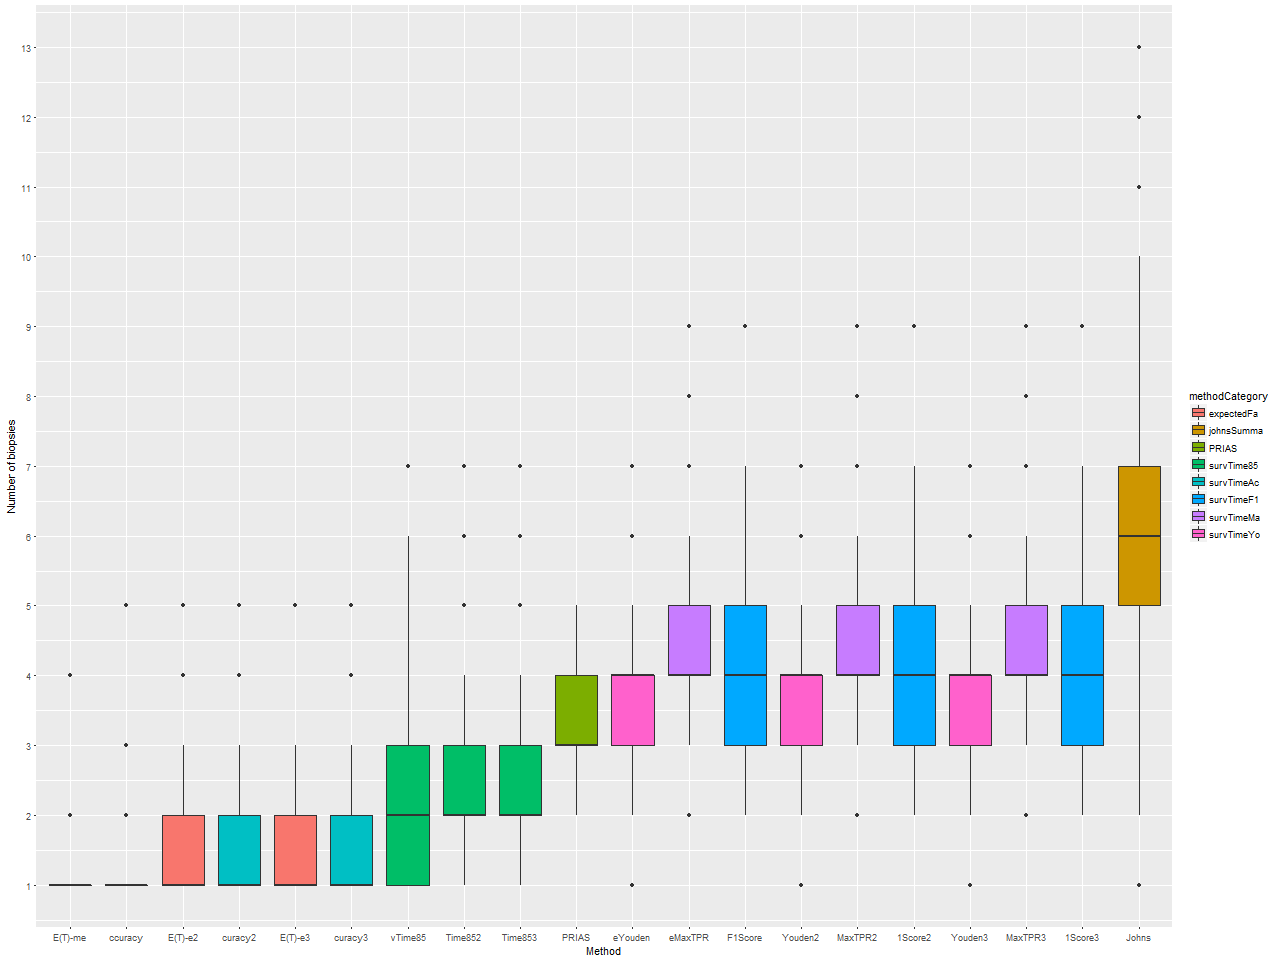 13
12
11
10
9
8
7
6
5
4
3
2
1
Number of biopsies
E(T)-me ccuracy E(T)-e2 curacy2 E(T)-e3 curacy3 vTime85 Time852 Time853 PRIAS eYouden eMaxTPR F1Score Youden2 MaxTPR2 1Score2 Youden3 MaxTPR3 1Score3 Johns
Method
methodCategory
expectedFa
johnsSumma
PRIAS
survTime85
survTimeAc
survTimeF1
survTimeMa
survTimeYo